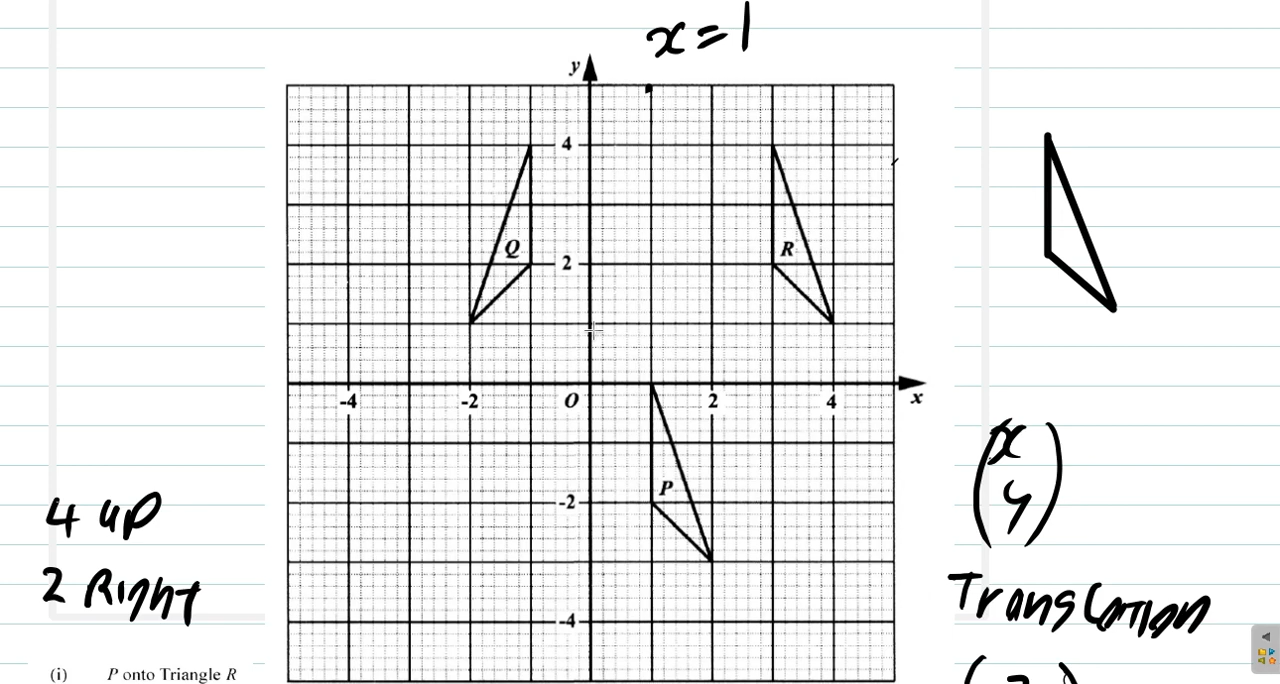 x=1
y
4
Q
R
2
-4
-2
O
2
4
x
(x
y)
P
-2
4 up
2 Right
Translation
-4
(i) P onto Triangle R